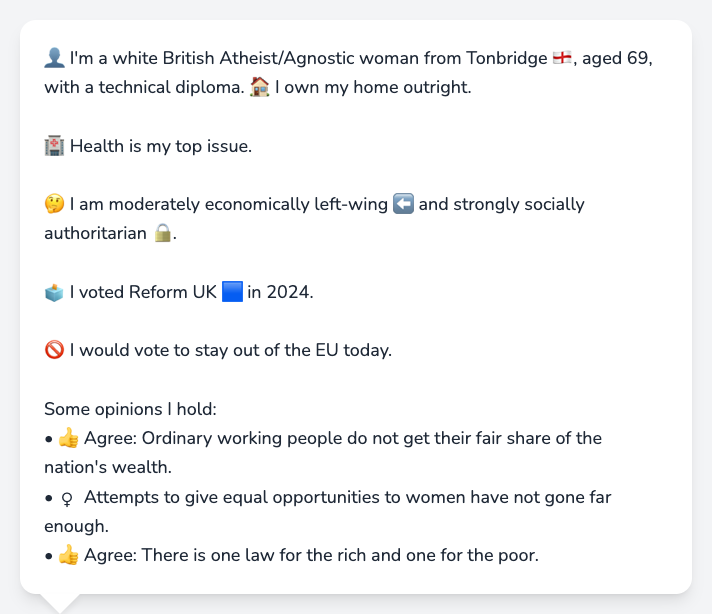 👤 I'm a white British Atheist/Agnostic woman from Tonbridge 🏴󠁧󠁢󠁥󠁮󠁧󠁿, aged 69,
with a technical diploma. 🏠 I own my home outright.
🏥 Health is my top issue.
🤔 I am moderately economically left-wing ⬅️ and strongly socially
authoritarian 🔒.
🗳️ I voted Reform UK 🟦 in 2024.
🚫 I would vote to stay out of the EU today.
Some opinions I hold:
• 👍 Agree: Ordinary working people do not get their fair share of the
nation's wealth.
• ♀ Attempts to give equal opportunities to women have not gone far
enough.
• 👍 Agree: There is one law for the rich and one for the poor.